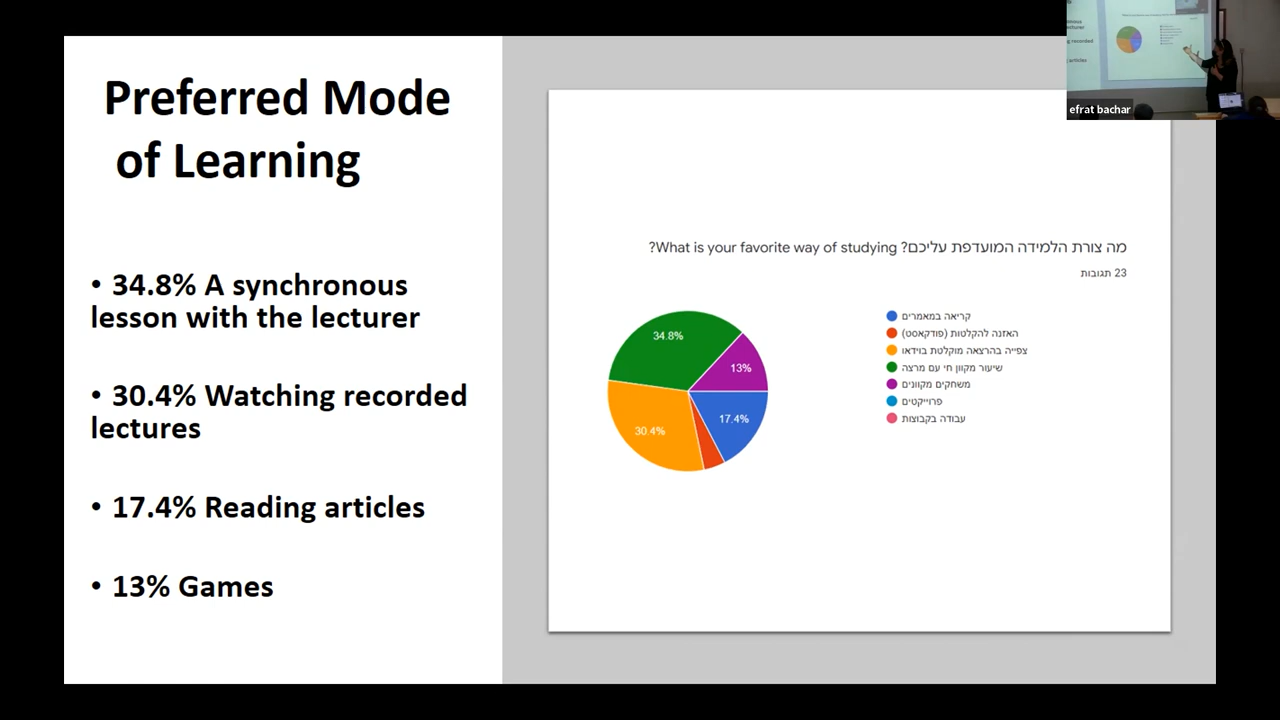 Preferred Mode
of Learning
• 34.8% A synchronous
lesson with the lecturer
• 30.4% Watching recorded
lectures
• 17.4% Reading articles
• 13% Games
מה צורת הלמידה המועדפת עליכם? What is your favorite way of studying?
23 תגובות
34.8%
13%
30.4%
17.4%
קריאה במאמרים
האזנה להקלטות (פודקאסט)
צפייה בהרצאה מוקלטת בוידאו
שיעור מקוון חי עם מרצה
משחקים מקוונים
פרוייקטים
עבודה בקבוצות
recorded
articles
efrat bachar